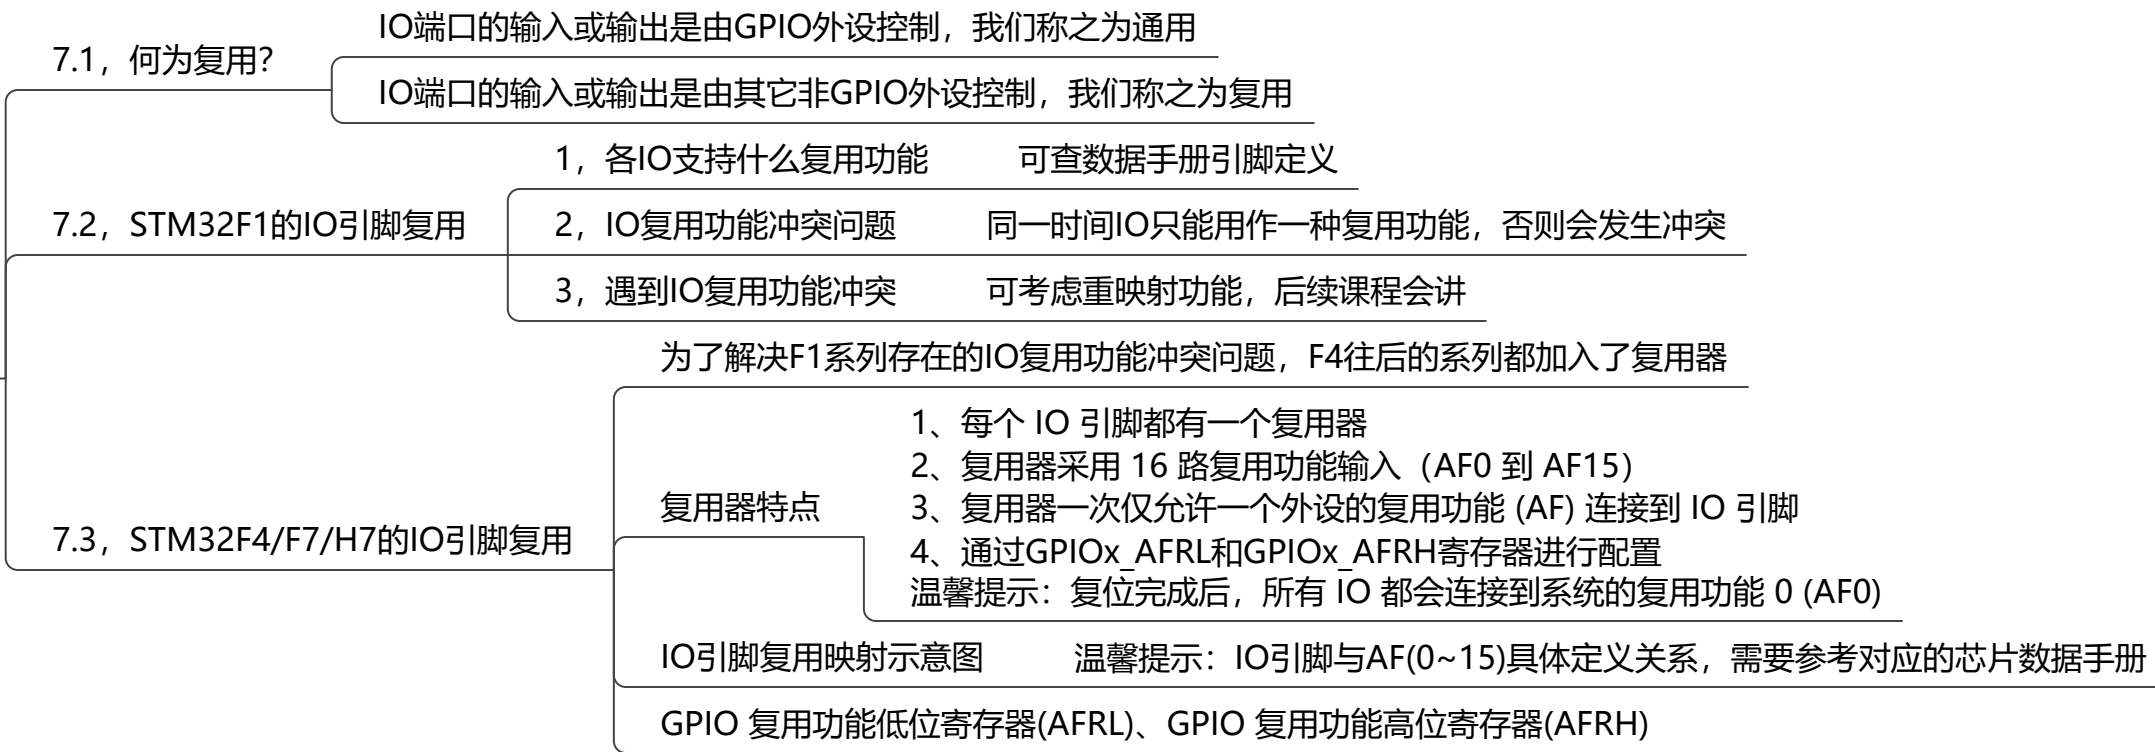 7.1，何为复用？
IO端口的输入或输出是由GPIO外设控制，我们称之为通用
IO端口的输入或输出是由其它非GPIO外设控制，我们称之为复用
7.2，STM32F1的IO引脚复用
1，各IO支持什么复用功能 可查数据手册引脚定义
2，IO复用功能冲突问题 同一时间IO只能用作一种复用功能，否则会发生冲突
3，遇到IO复用功能冲突 可考虑重映射功能，后续课程会讲
7.3，STM32F4/F7/H7的IO引脚复用
为了解决F1系列存在的IO复用功能冲突问题，F4往后的系列都加入了复用器
复用器特点
1、每个 IO 引脚都有一个复用器
2、复用器采用 16 路复用功能输入（AF0 到 AF15）
3、复用器一次仅允许一个外设的复用功能 (AF) 连接到 IO 引脚
4、通过GPIOx_AFRL和GPIOx_AFRH寄存器进行配置
温馨提示：复位完成后，所有 IO 都会连接到系统的复用功能 0 (AF0)
IO引脚复用映射示意图 温馨提示：IO引脚与AF(0~15)具体定义关系，需要参考对应的芯片数据手册
GPIO 复用功能低位寄存器(AFRL)、GPIO 复用功能高位寄存器(AFRH)